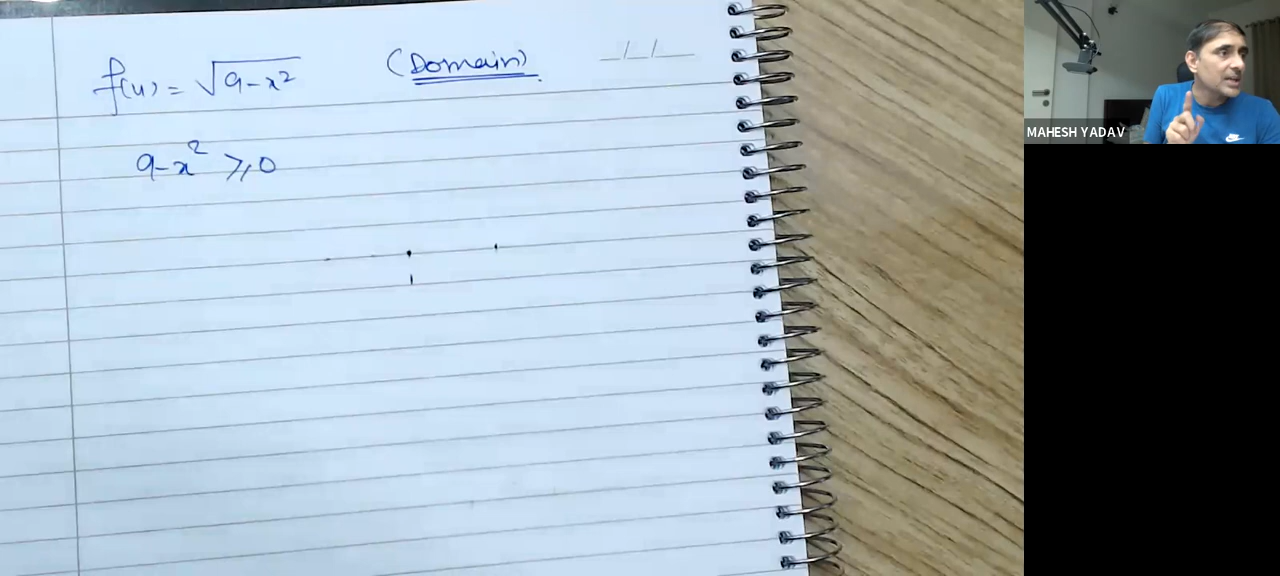 f(x) = √9-x² (Domain) _/_/_
9-x² ≥ 0
MAHESH YADAV